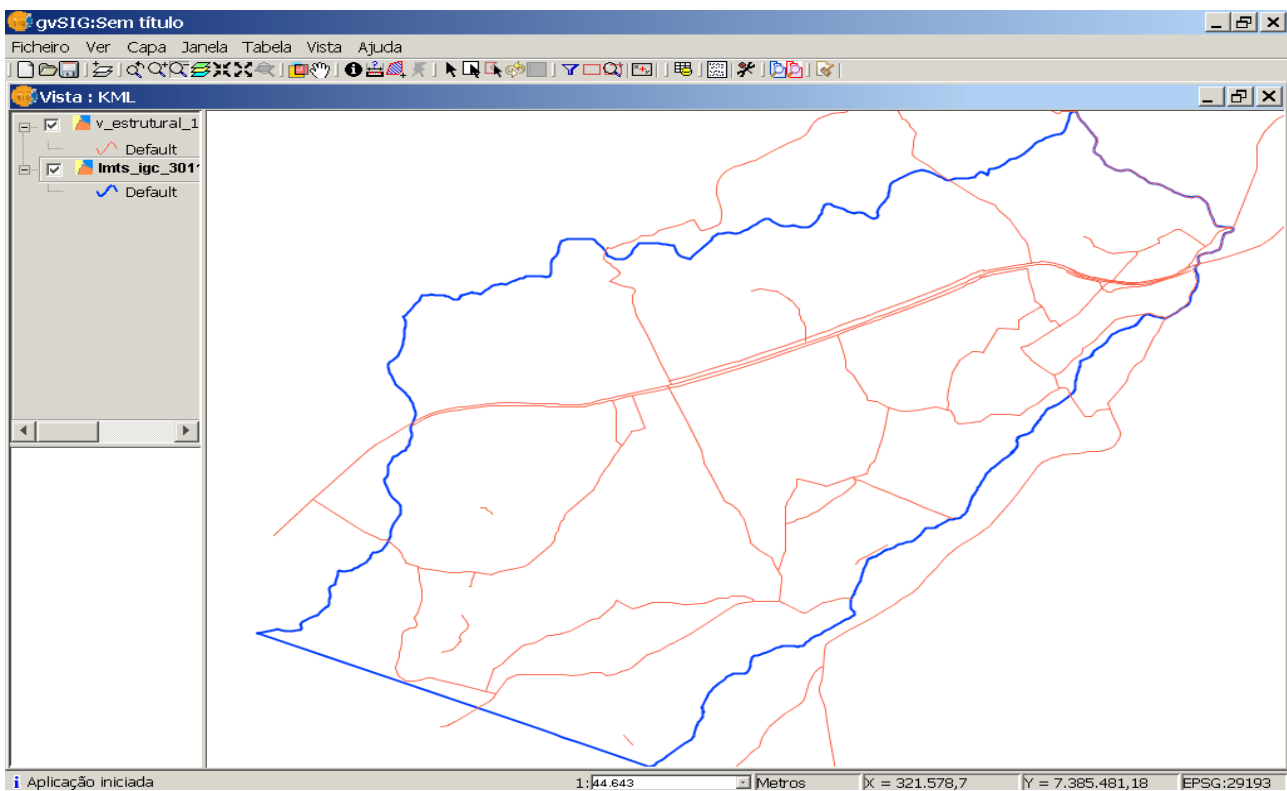 gvSIG:Sem título
Ficheiro Ver Capa Janela Tabela Vista Ajuda
Vista : KML
v_estrutural_1
Default
lmts_igc_301
Default
Aplicação iniciada
1: 44.643
Metros
X = 321.578,7
Y = 7.385.481,18
EPSG:29193